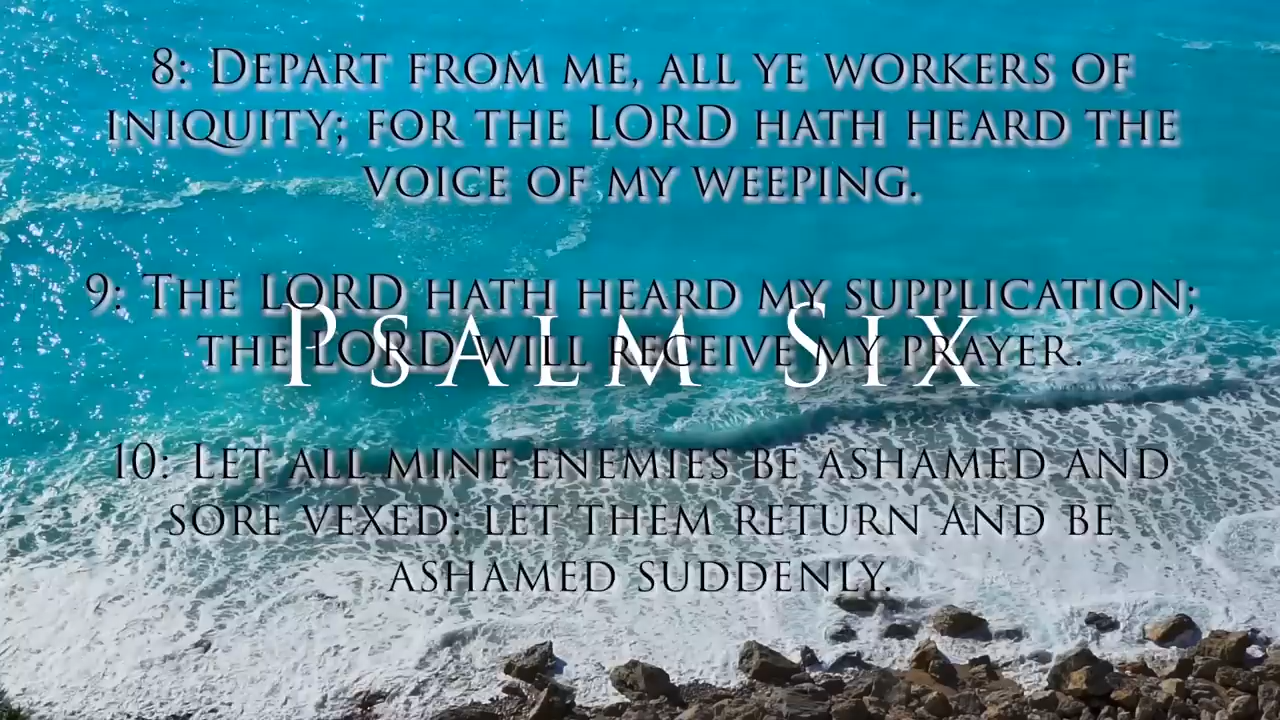 8: Depart from me, all ye workers of
iniquity; for the LORD hath heard the
voice of my weeping.
9: The LORD hath heard my supplication;
Psalm Six
the LORD will receive my prayer.
10: Let all mine enemies be ashamed and
sore vexed: let them return and be
ashamed suddenly.